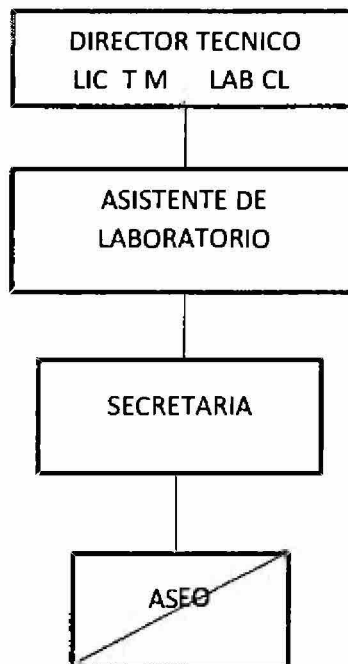 DIRECTOR TECNICO
LIC T M LAB CL
ASISTENTE DE
LABORATORIO
SECRETARIA
ASEO